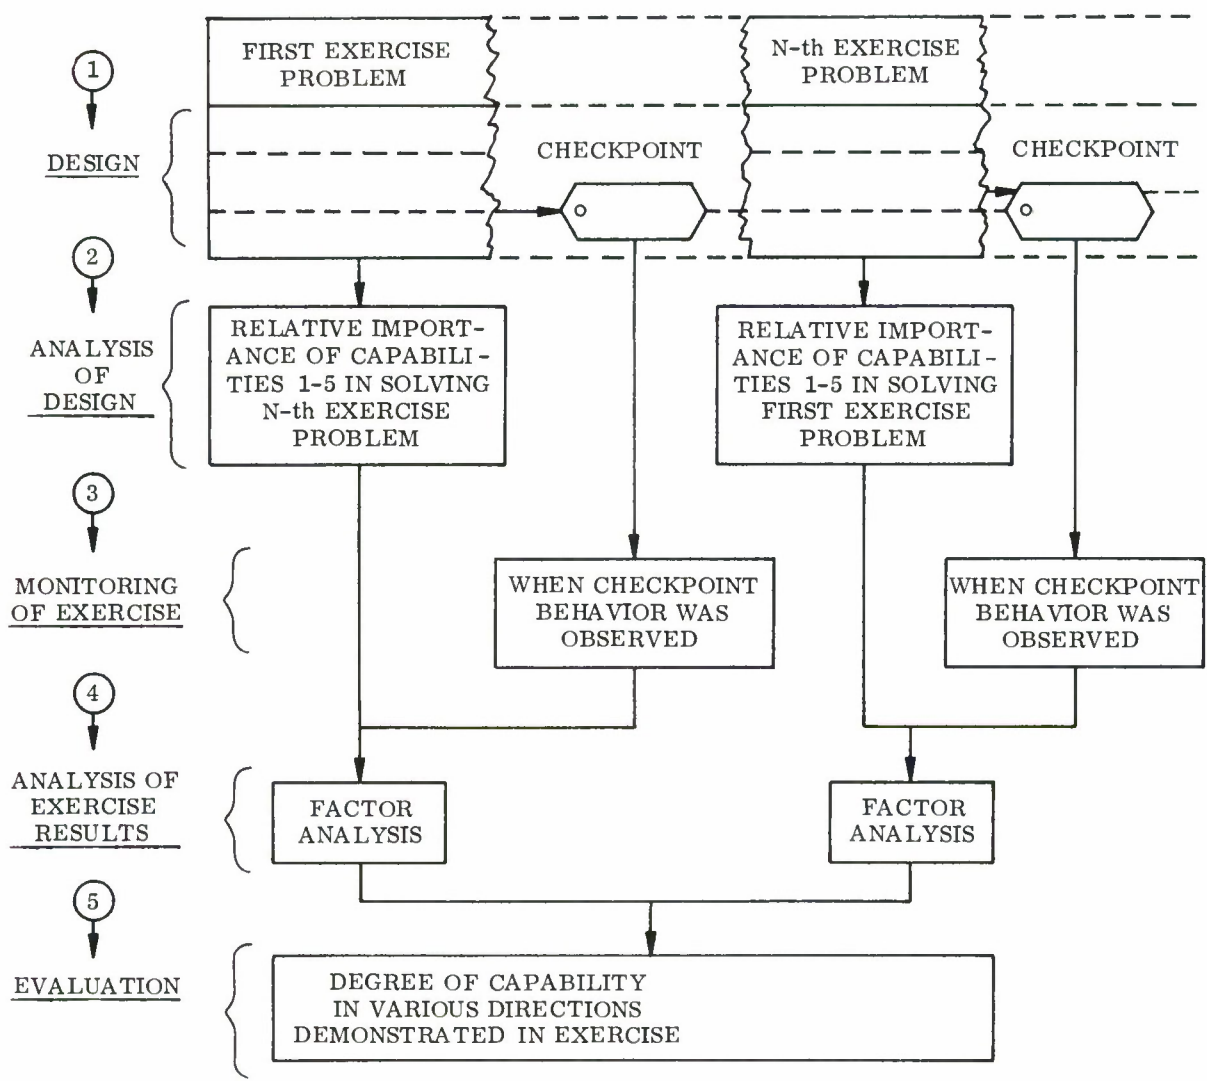 1
DESIGN
FIRST EXERCISE
PROBLEM
CHECKPOINT
N-th EXERCISE
PROBLEM
CHECKPOINT
2
ANALYSIS
OF
DESIGN
RELATIVE IMPORT-
ANCE OF CAPABILI-
TIES 1-5 IN SOLVING
N-th EXERCISE
PROBLEM
RELATIVE IMPORT-
ANCE OF CAPABILI-
TIES 1-5 IN SOLVING
FIRST EXERCISE
PROBLEM
3
MONITORING
OF EXERCISE
WHEN CHECKPOINT
BEHAVIOR WAS
OBSERVED
WHEN CHECKPOINT
BEHAVIOR WAS
OBSERVED
4
ANALYSIS OF
EXERCISE
RESULTS
FACTOR
ANALYSIS
FACTOR
ANALYSIS
5
EVALUATION
DEGREE OF CAPABILITY
IN VARIOUS DIRECTIONS
DEMONSTRATED IN EXERCISE